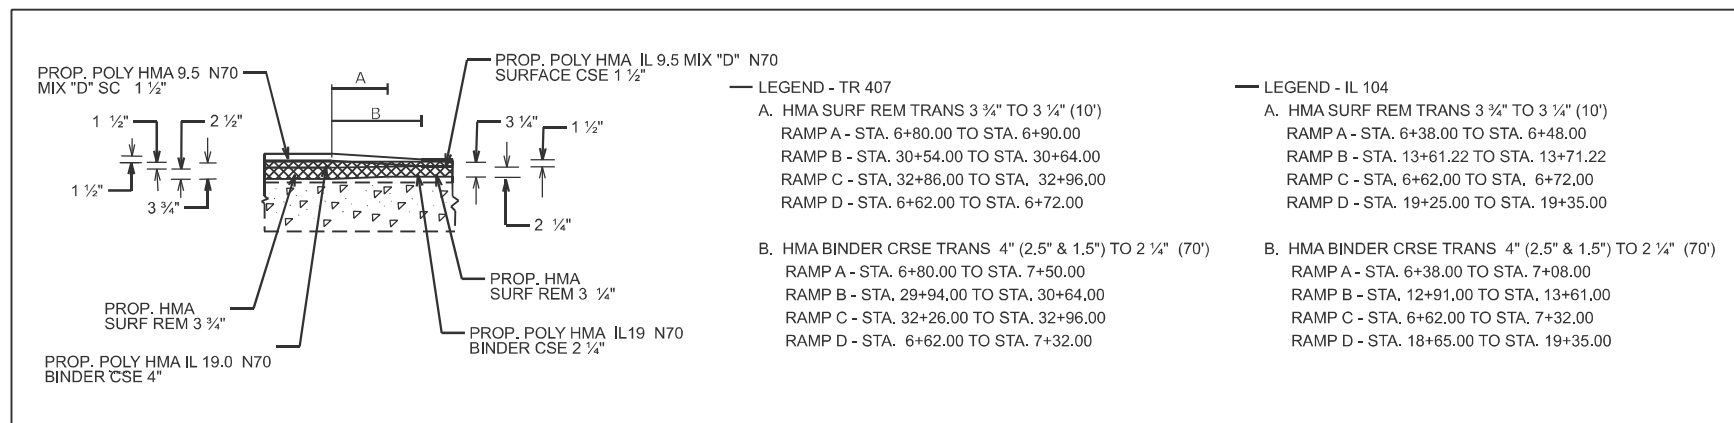 PROP. POLY HMA 9.5 N70
MIX "D" SC 1 ½"
A
B
PROP. POLY HMA IL 9.5 MIX "D" N70
SURFACE CSE 1 ½"
1 ½"
2 ½"
1 ½"
3 ¾"
3 ¼"
1 ½"
2 ¼"
PROP. HMA
SURF REM 3 ¾"
PROP. HMA
SURF REM 3 ¼"
PROP. POLY HMA IL 19.0 N70
BINDER CSE 4"
PROP. POLY HMA IL19 N70
BINDER CSE 2 ¼"
LEGEND - TR 407
A. HMA SURF REM TRANS 3 ¾" TO 3 ¼" (10')
RAMP A - STA. 6+80.00 TO STA. 6+90.00
RAMP B - STA. 30+54.00 TO STA. 30+64.00
RAMP C - STA. 32+86.00 TO STA. 32+96.00
RAMP D - STA. 6+62.00 TO STA. 6+72.00
B. HMA BINDER CRSE TRANS 4" (2.5" & 1.5") TO 2 ¼" (70')
RAMP A - STA. 6+80.00 TO STA. 7+50.00
RAMP B - STA. 29+94.00 TO STA. 30+64.00
RAMP C - STA. 32+26.00 TO STA. 32+96.00
RAMP D - STA. 6+62.00 TO STA. 7+32.00
LEGEND - IL 104
A. HMA SURF REM TRANS 3 ¾" TO 3 ¼" (10')
RAMP A - STA. 6+38.00 TO STA. 6+48.00
RAMP B - STA. 13+61.22 TO STA. 13+71.22
RAMP C - STA. 6+62.00 TO STA. 6+72.00
RAMP D - STA. 19+25.00 TO STA. 19+35.00
B. HMA BINDER CRSE TRANS 4" (2.5" & 1.5") TO 2 ¼" (70')
RAMP A - STA. 6+38.00 TO STA. 7+08.00
RAMP B - STA. 12+91.00 TO STA. 13+61.00
RAMP C - STA. 6+62.00 TO STA. 7+32.00
RAMP D - STA. 18+65.00 TO STA. 19+35.00